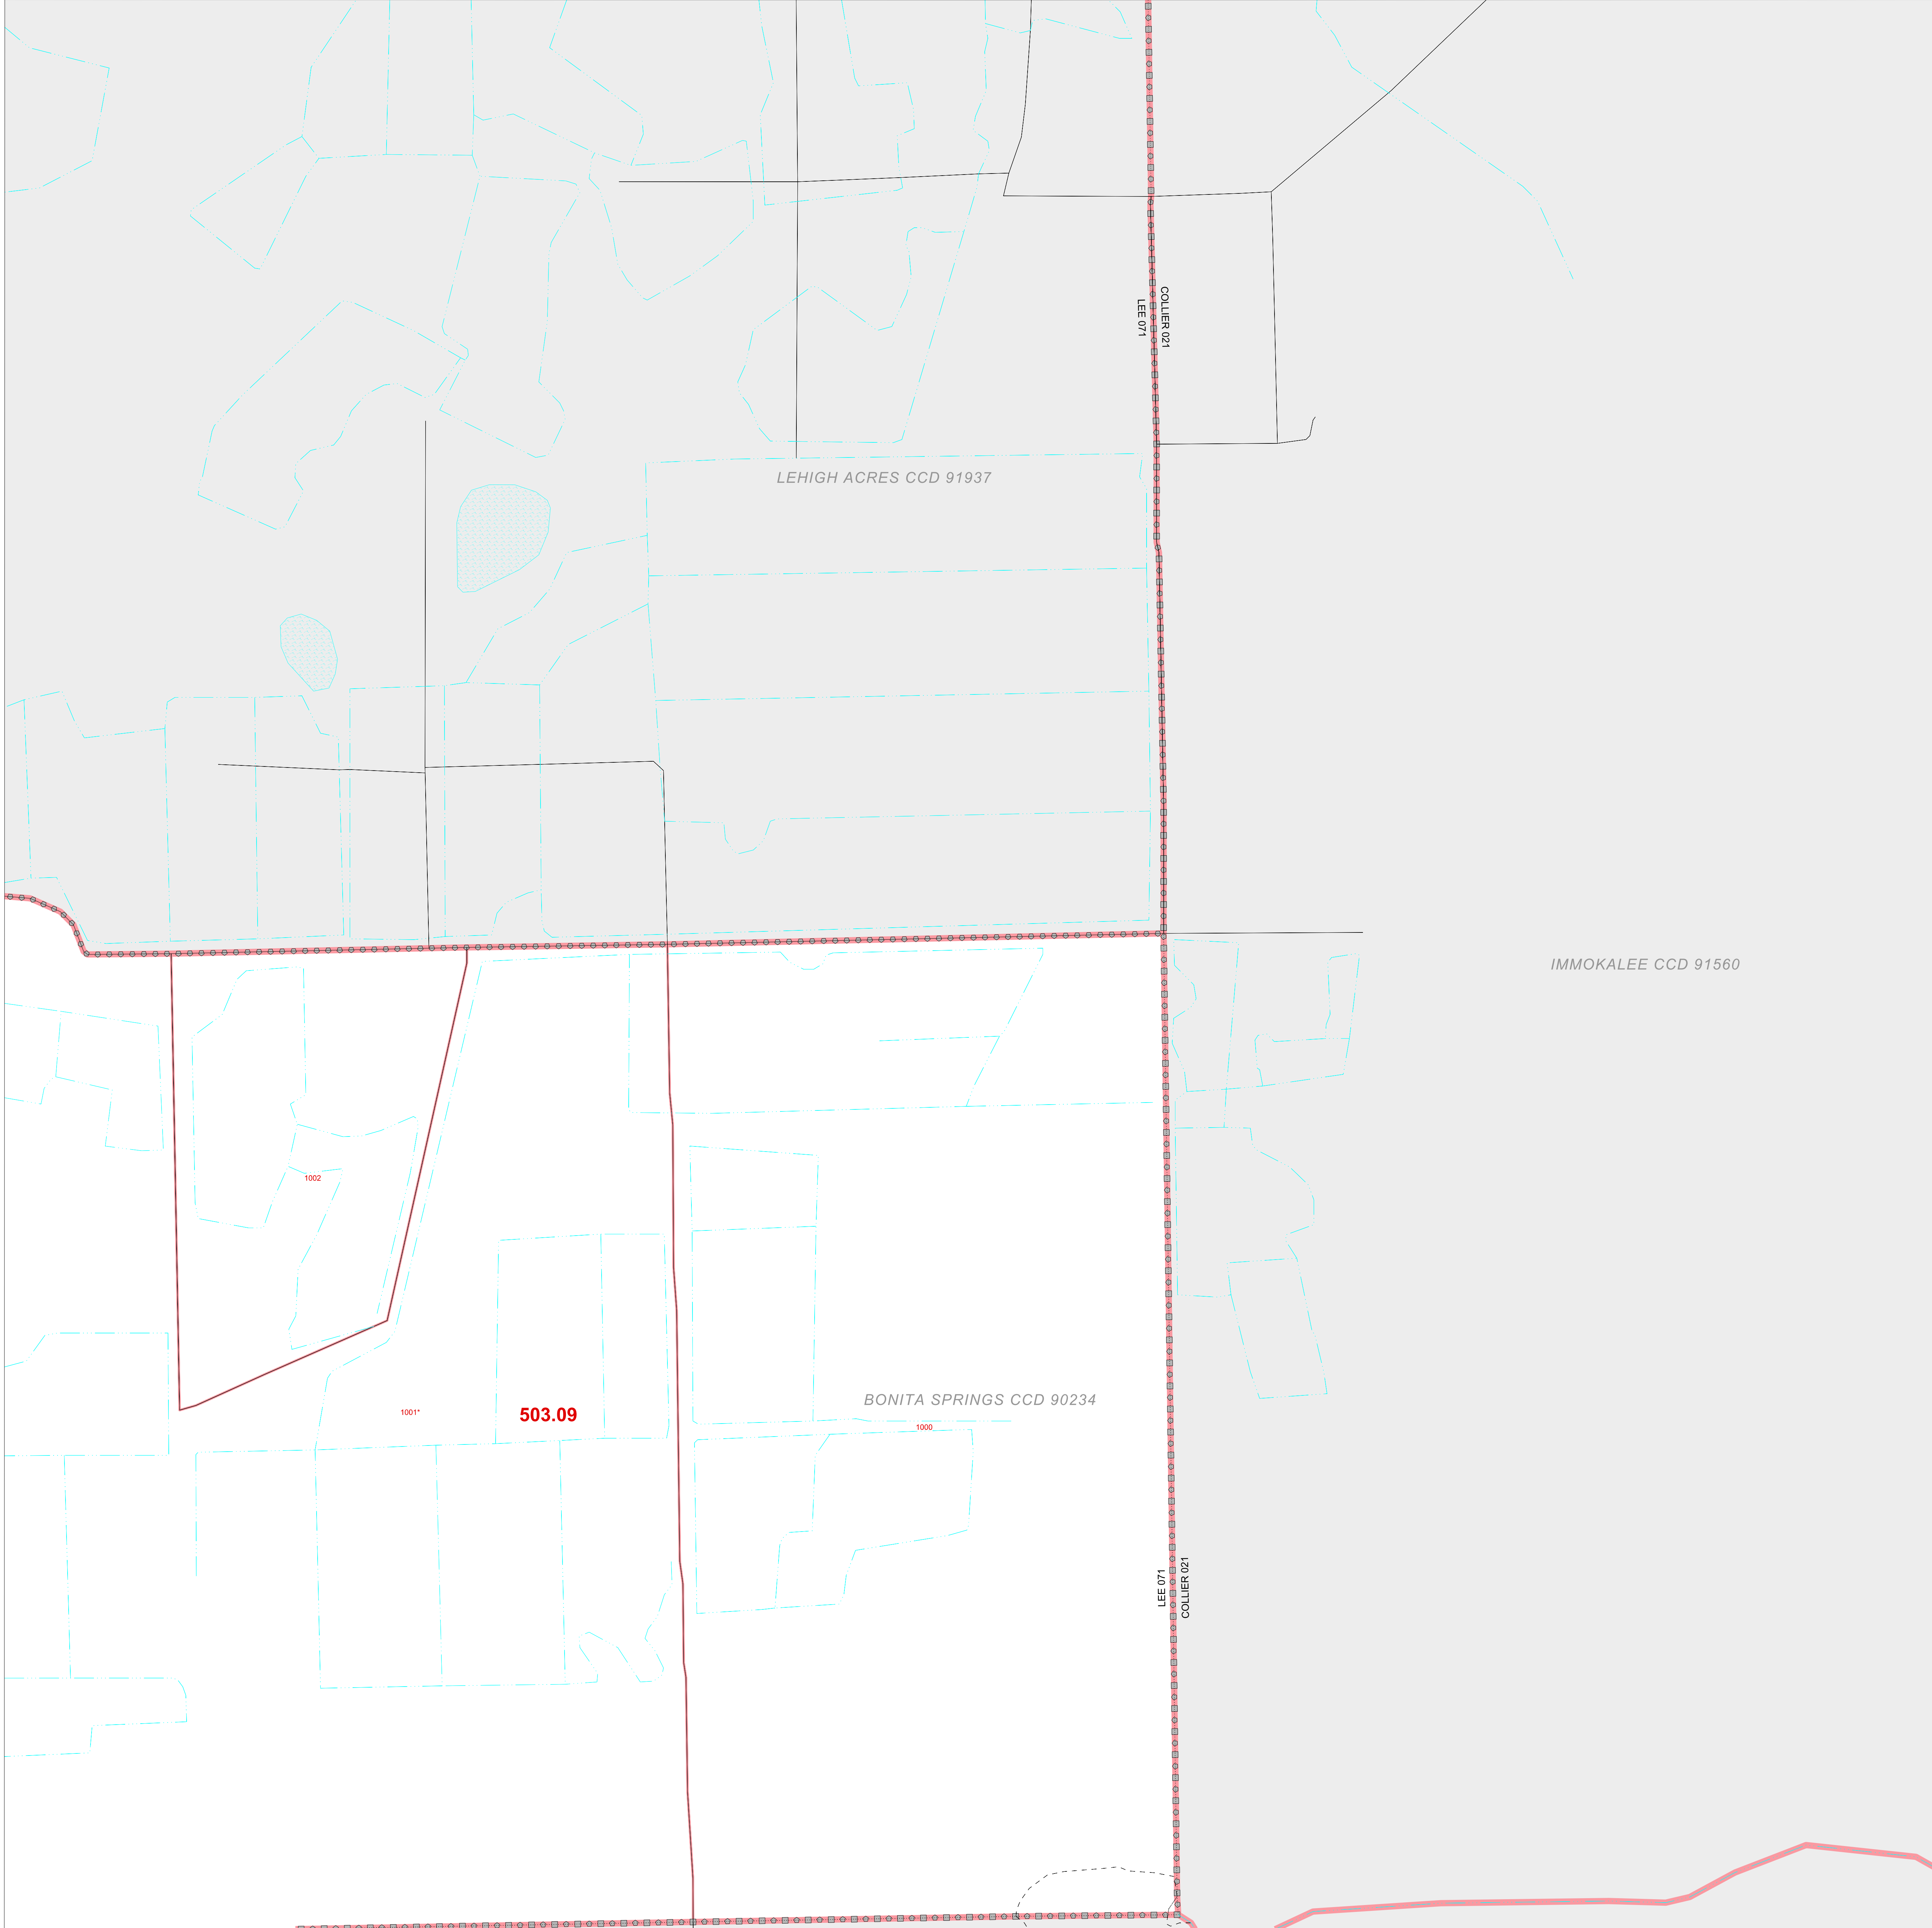 COLLIER 021
LEE 071
LEHIGH ACRES CCD 91937
IMMOKALEE CCD 91560
1002
BONITA SPRINGS CCD 90234
1001*
503.09
1000
LEE 071
COLLIER 021